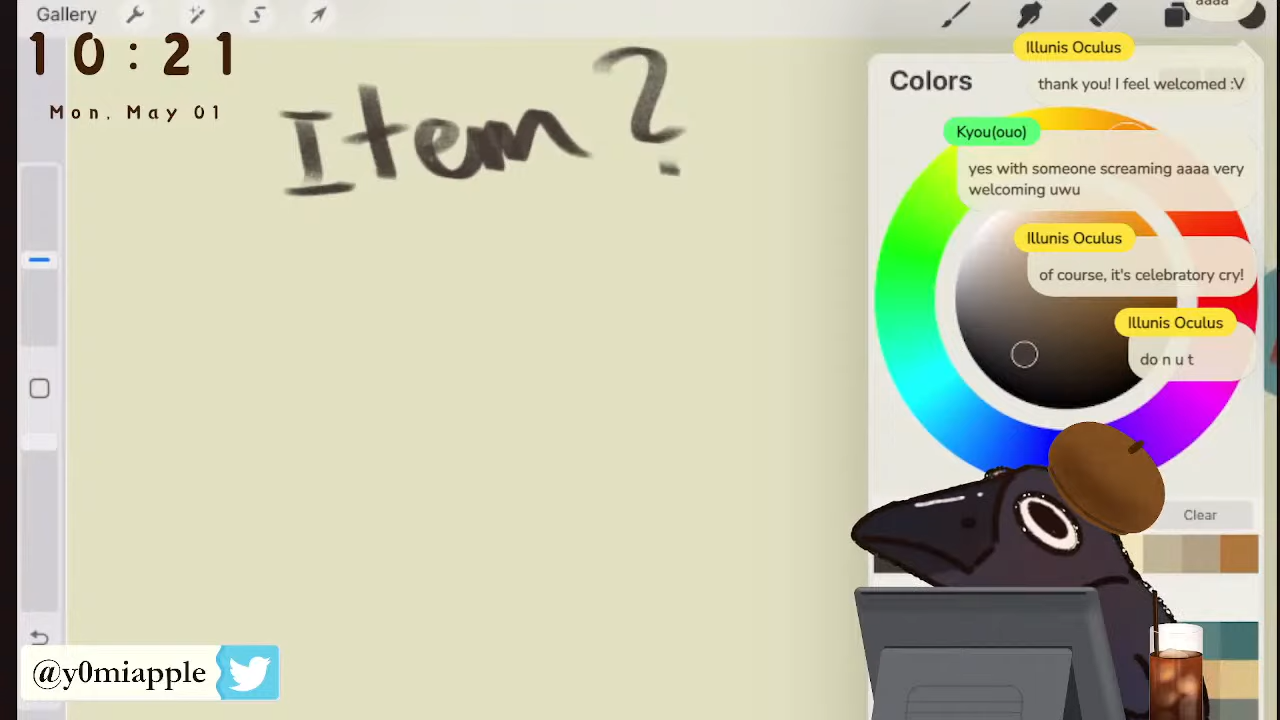 Gallery
10:21
Mon, May 01
Item?
aaaa
Colors
Illunis Oculus
thank you! I feel welcomed :V
Kyou(ouo)
yes with someone screaming aaaa very
welcoming uwu
Illunis Oculus
of course, it's celebratory cry!
Illunis Oculus
do n u t
Clear
@y0miapple